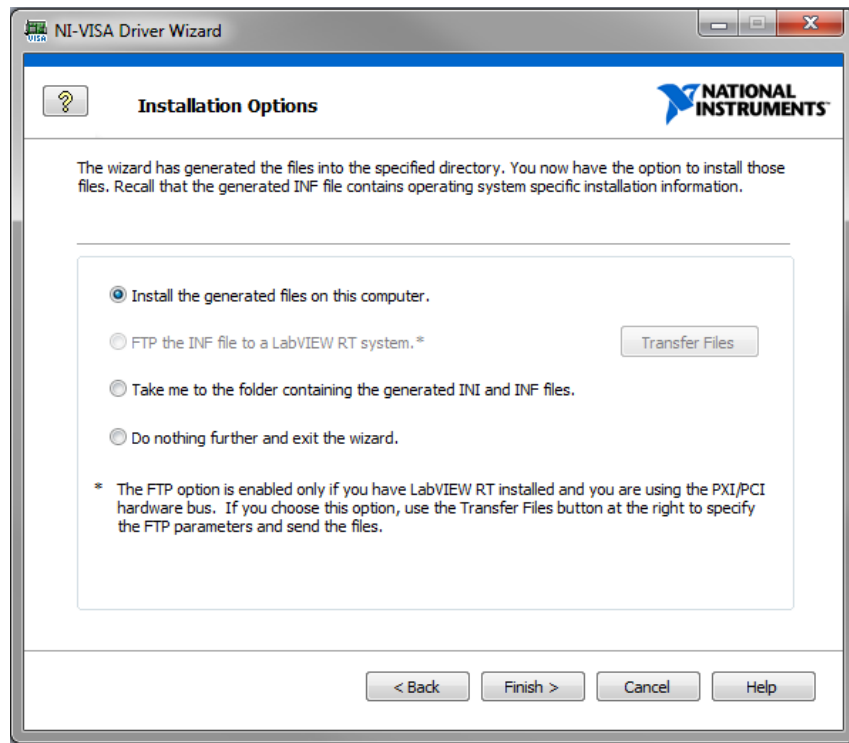 NI-VISA Driver Wizard
VISA
?
Installation Options
NATIONAL
INSTRUMENTS™
The wizard has generated the files into the specified directory. You now have the option to install those
files. Recall that the generated INF file contains operating system specific installation information.
Install the generated files on this computer.
FTP the INF file to a LabVIEW RT system.*
Transfer Files
Take me to the folder containing the generated INI and INF files.
Do nothing further and exit the wizard.
* The FTP option is enabled only if you have LabVIEW RT installed and you are using the PXI/PCI
hardware bus.  If you choose this option, use the Transfer Files button at the right to specify
the FTP parameters and send the files.
< Back
Finish >
Cancel
Help